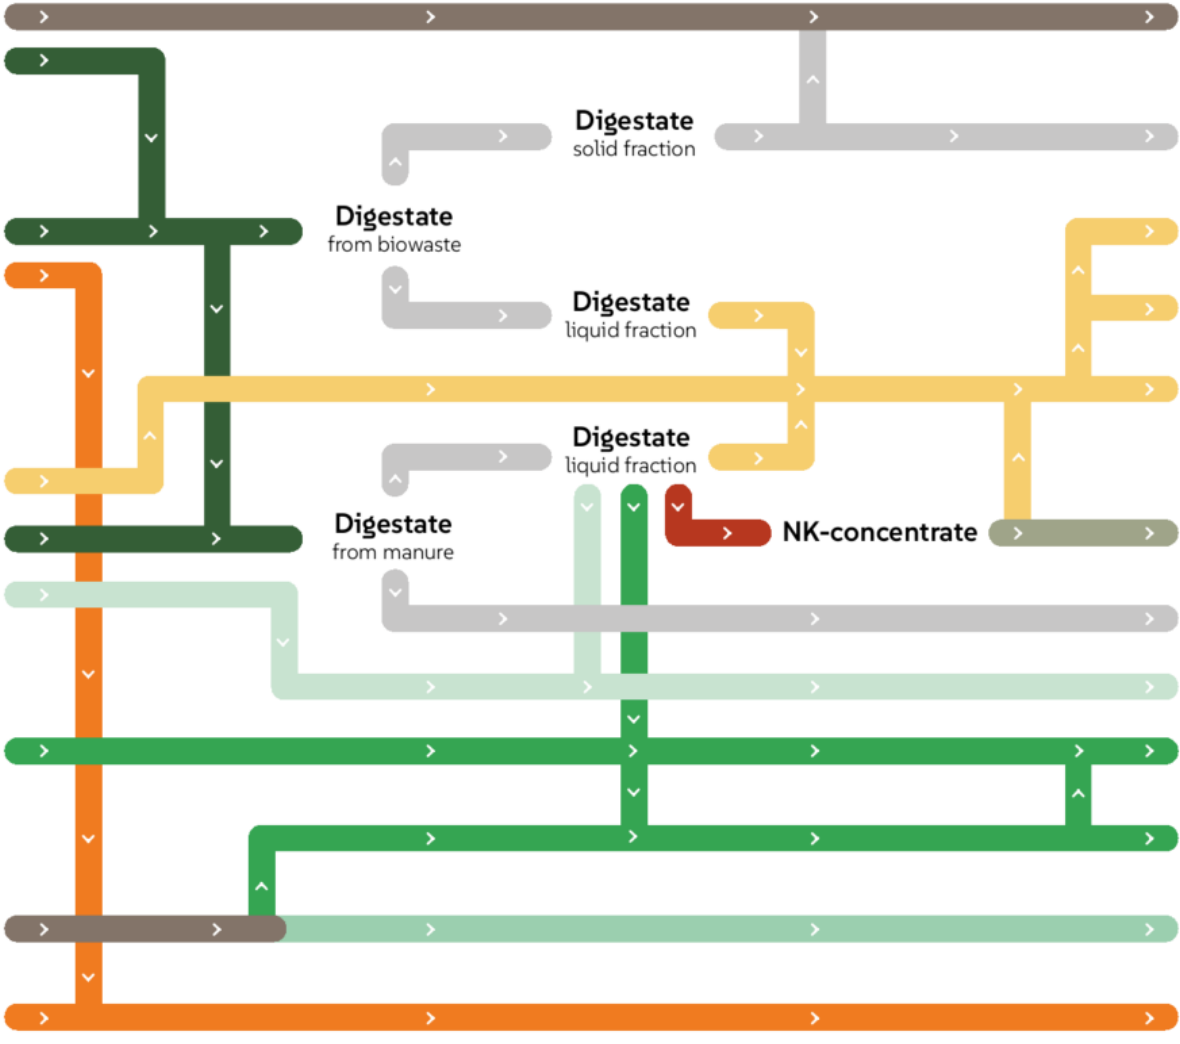 Digestate
solid fraction
Digestate
from biowaste
Digestate
liquid fraction
Digestate
liquid fraction
NK-concentrate
Digestate
from manure